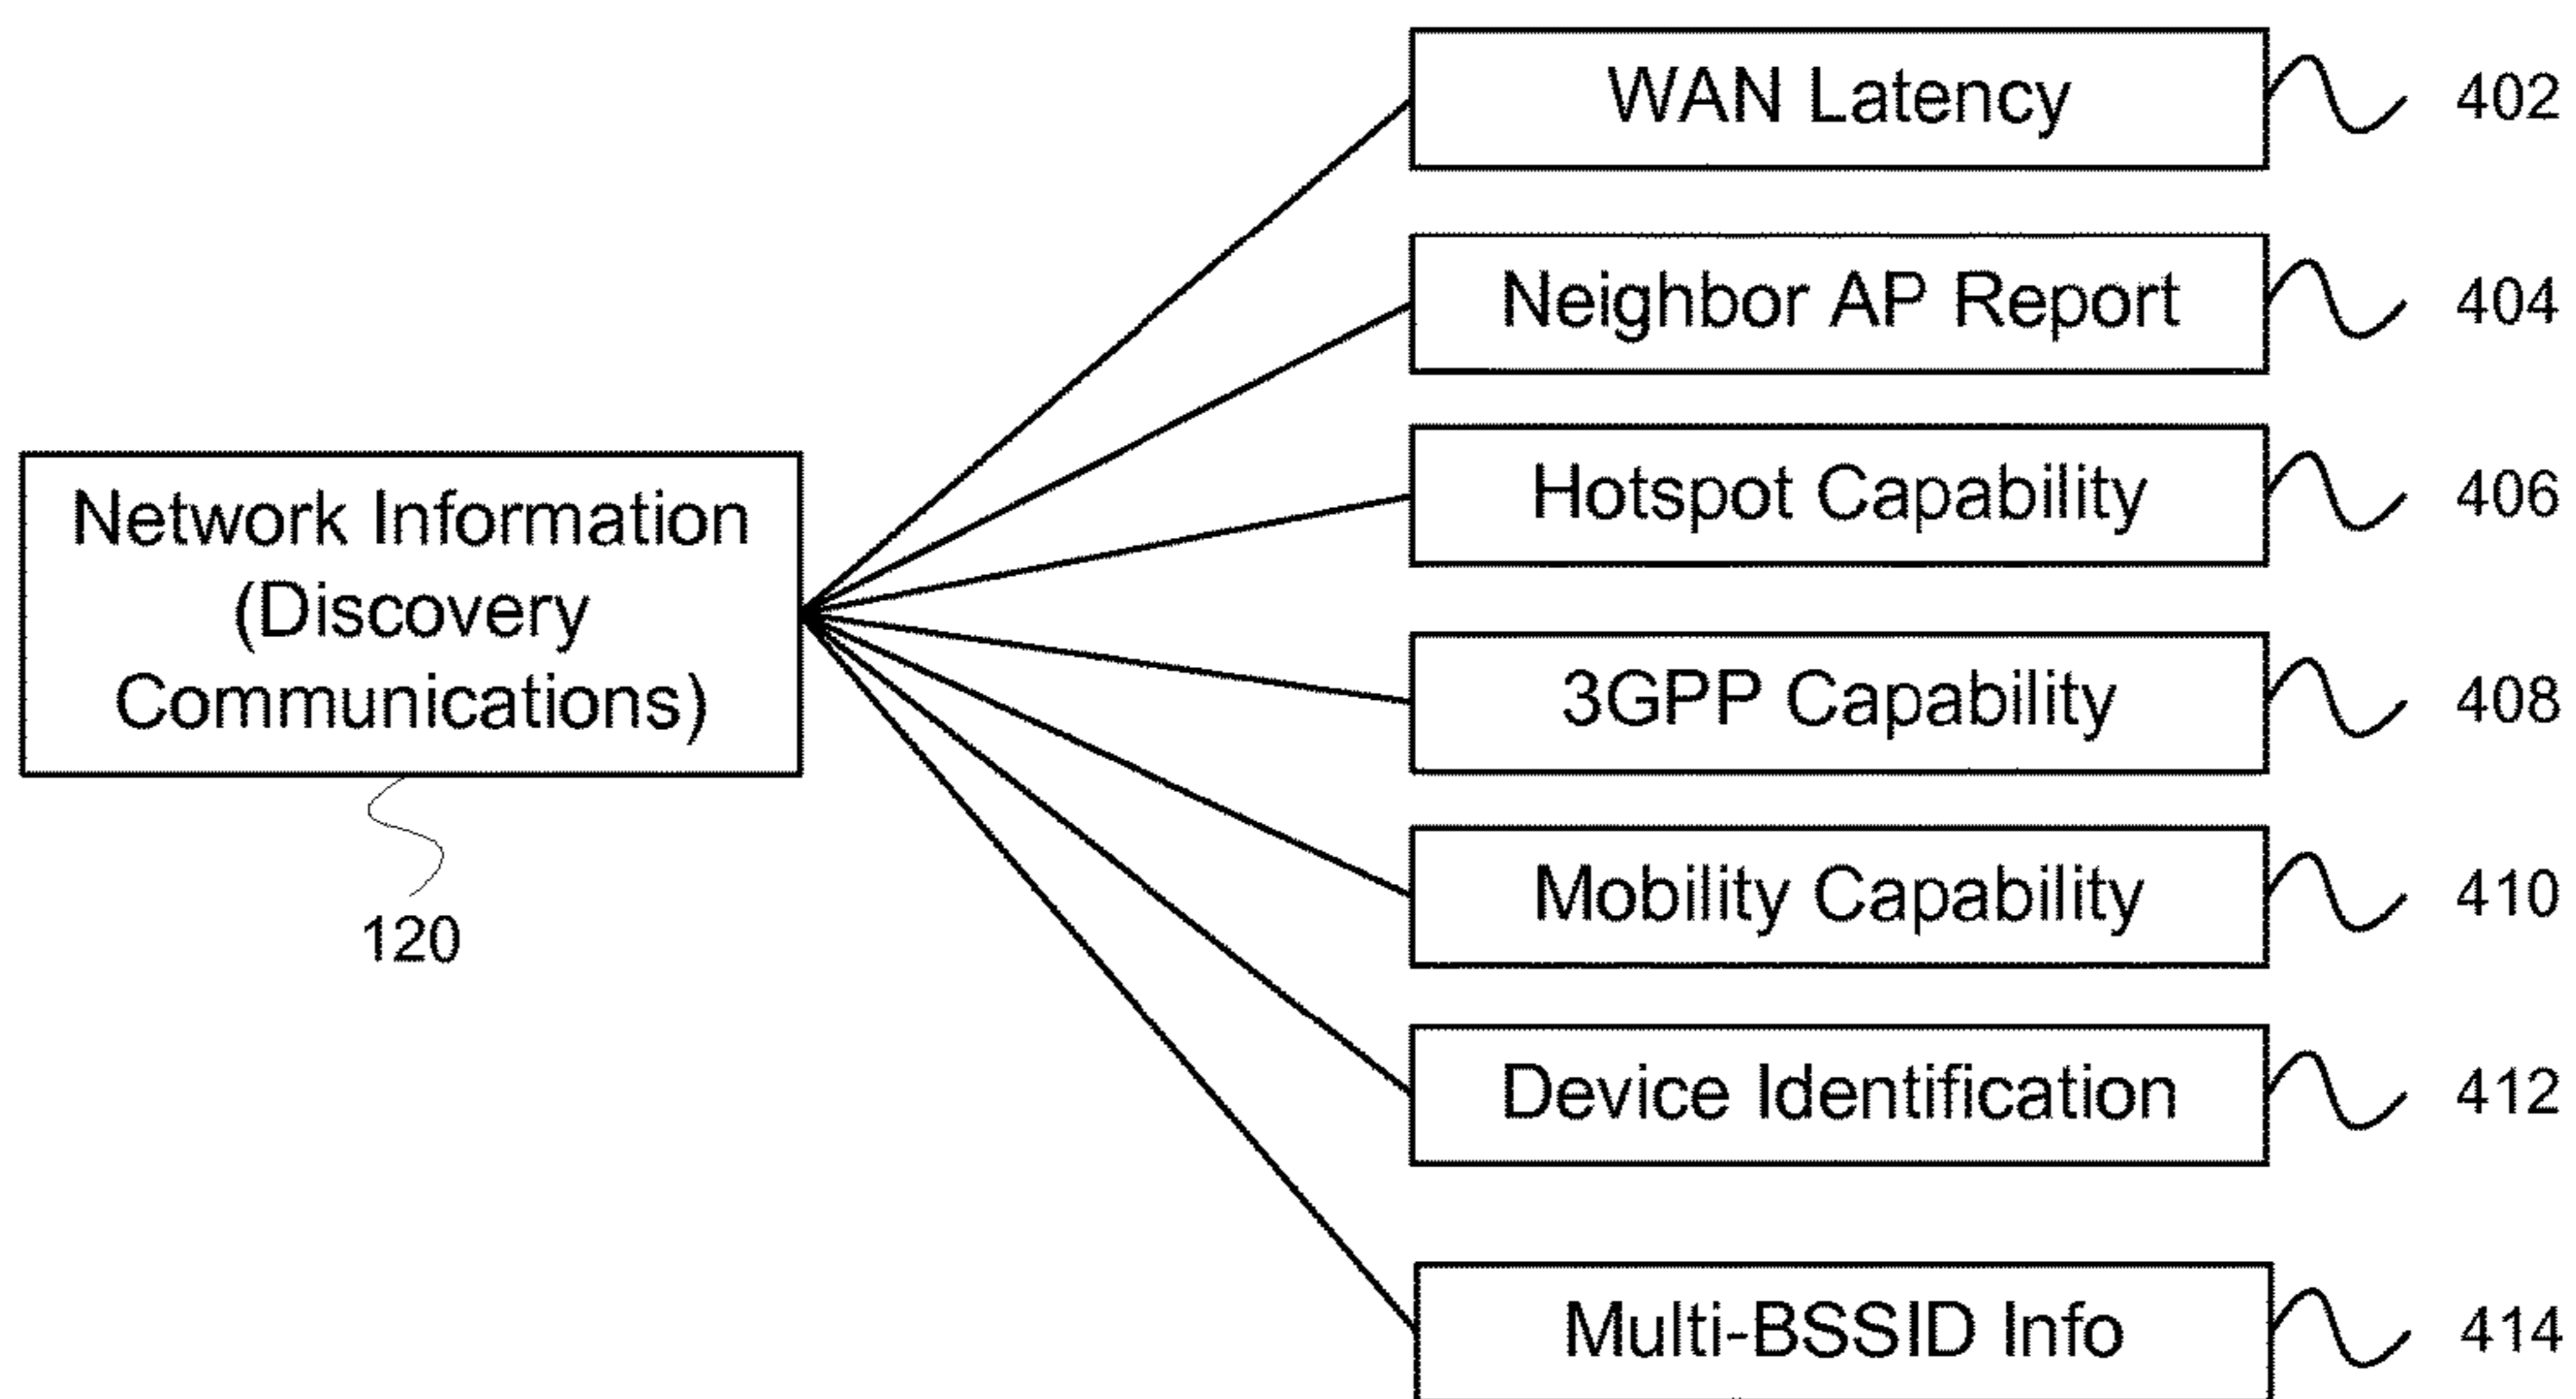 WAN Latency 402
Neighbor AP Report 404
Hotspot Capability 406
Network Information
(Discovery
Communications)
120
3GPP Capability 408
Mobility Capability 410
Device Identification 412
Multi-BSSID Info 414